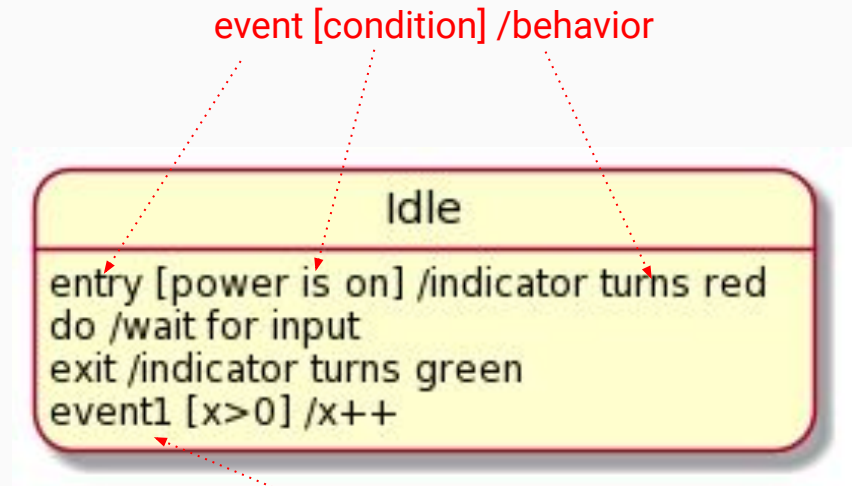 event [condition] /behavior
Idle
entry [power is on] /indicator turns red
do /wait for input
exit /indicator turns green
event1 [x>0] /x++